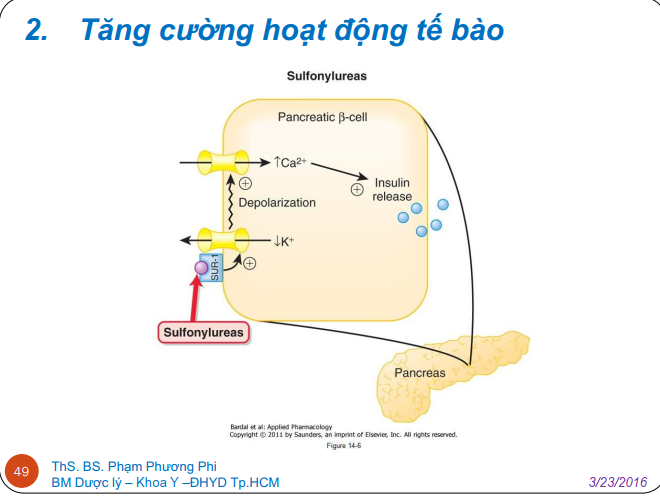 2. Tăng cường hoạt động tế bào
Sulfonylureas
Pancreatic β-cell
↑Ca²⁺
+
Insulin
release
+
Depolarization
↓K⁺
+
SUR-1
Sulfonylureas
Pancreas
Bardal et al: Applied Pharmacology
Copyright © 2011 by Saunders, an imprint of Elsevier, Inc. All rights reserved.
Figure 14-6
49
ThS. BS. Phạm Phương Phi
BM Dược lý – Khoa Y –ĐHYD Tp.HCM
3/23/2016